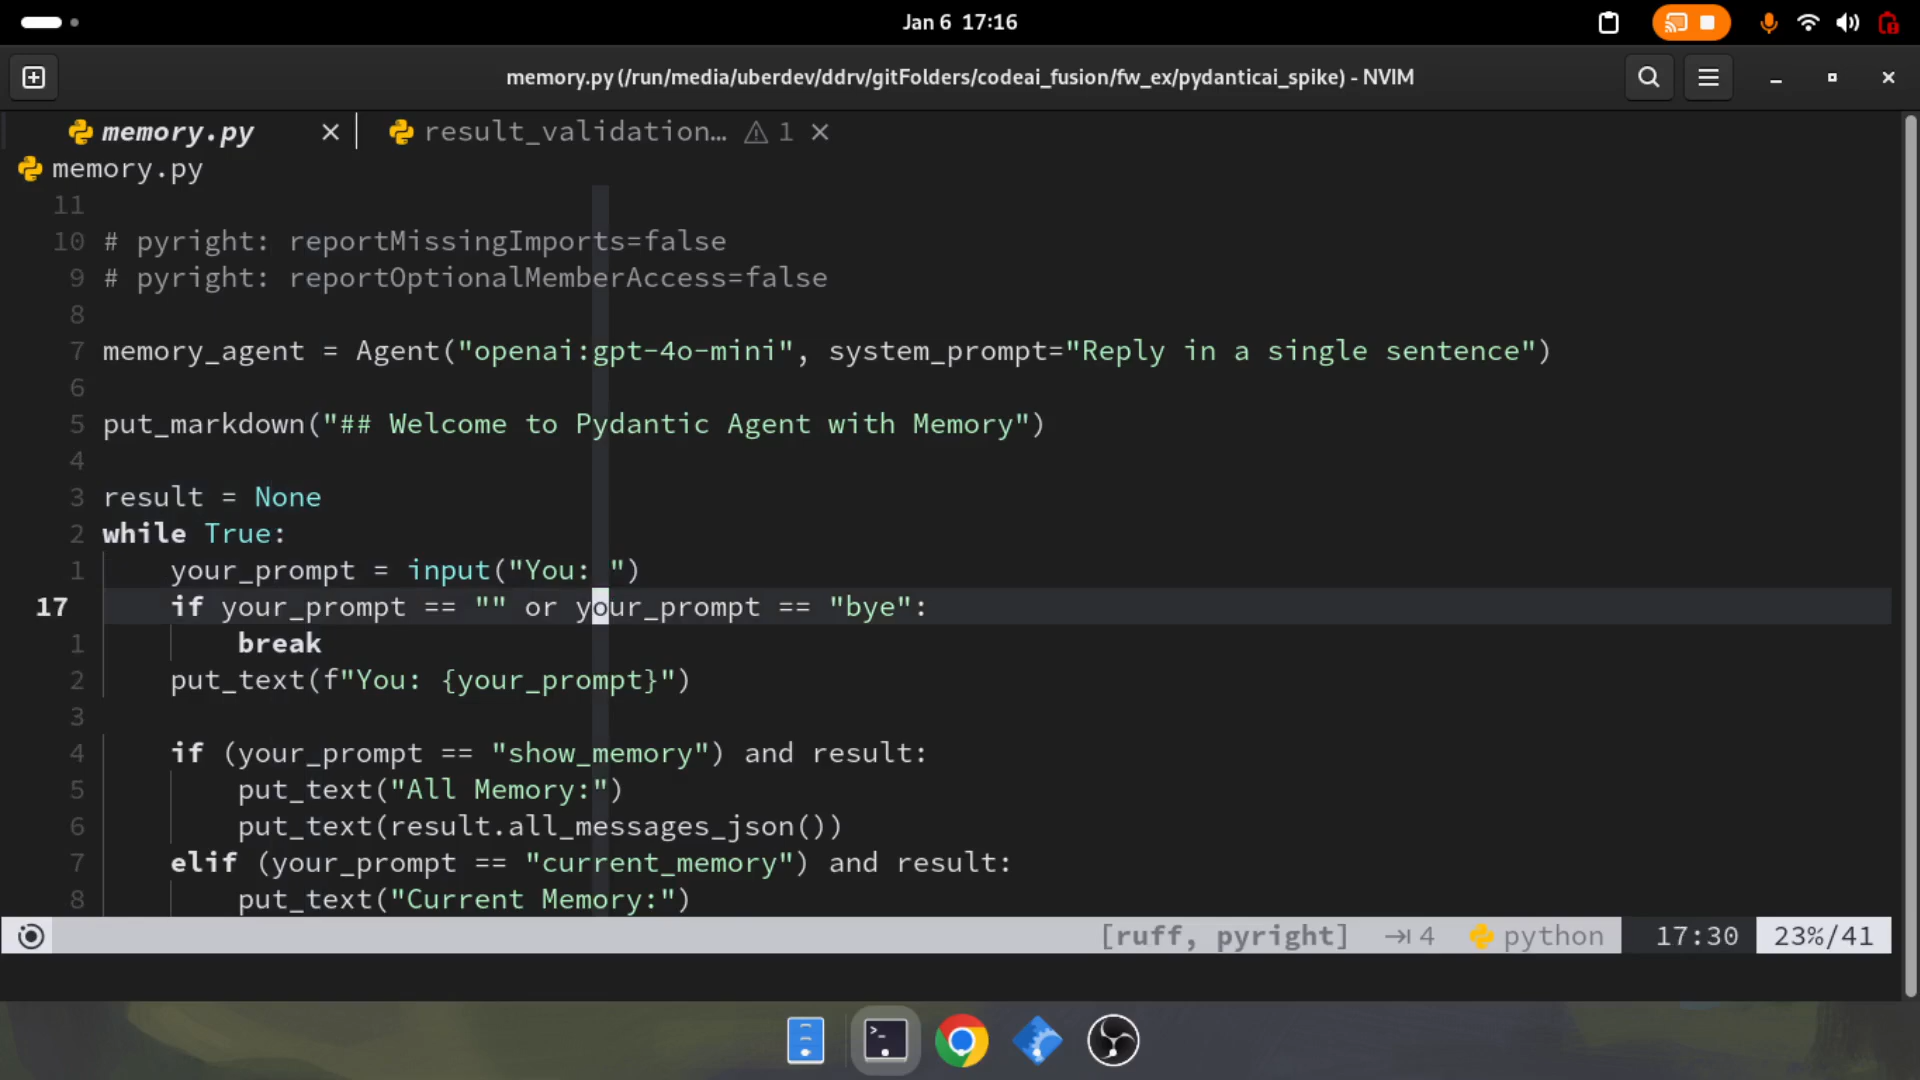 Jan 6 17:16
memory.py (/run/media/uberdev/ddrv/gitFolders/codeai_fusion/fw_ex/pydanticai_spike) - NVIM
memory.py result_validation… 1
memory.py
11
10 # pyright: reportMissingImports=false
9 # pyright: reportOptionalMemberAccess=false
8
7 memory_agent = Agent("openai:gpt-4o-mini", system_prompt="Reply in a single sentence")
6
5 put_markdown("## Welcome to Pydantic Agent with Memory")
4
3 result = None
2 while True:
1 your_prompt = input("You: ")
17 if your_prompt == "" or your_prompt == "bye":
1 break
2 put_text(f"You: {your_prompt}")
3
4 if (your_prompt == "show_memory") and result:
5 put_text("All Memory:")
6 put_text(result.all_messages_json())
7 elif (your_prompt == "current_memory") and result:
8 put_text("Current Memory:")
[ruff, pyright] 4 python 17:30 23%/41